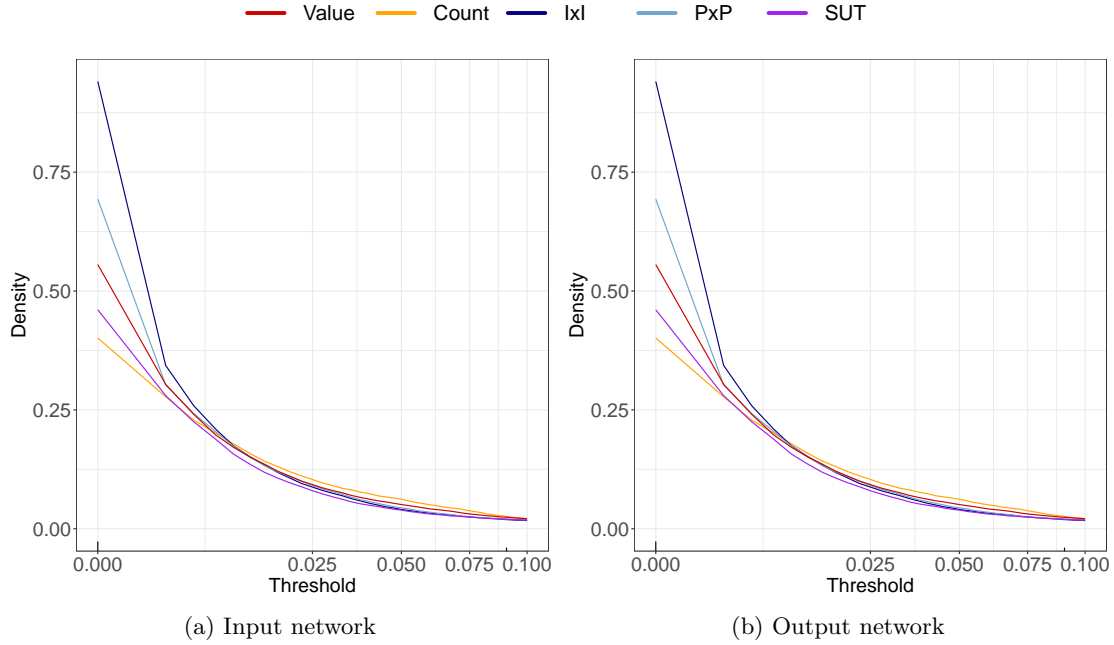 Value Count IxI PxP SUT
0.75
0.50
0.25
0.00
Density
0.000 0.025 0.050 0.075 0.100
Threshold
(a) Input network
0.75
0.50
0.25
0.00
Density
0.000 0.025 0.050 0.075 0.100
Threshold
(b) Output network